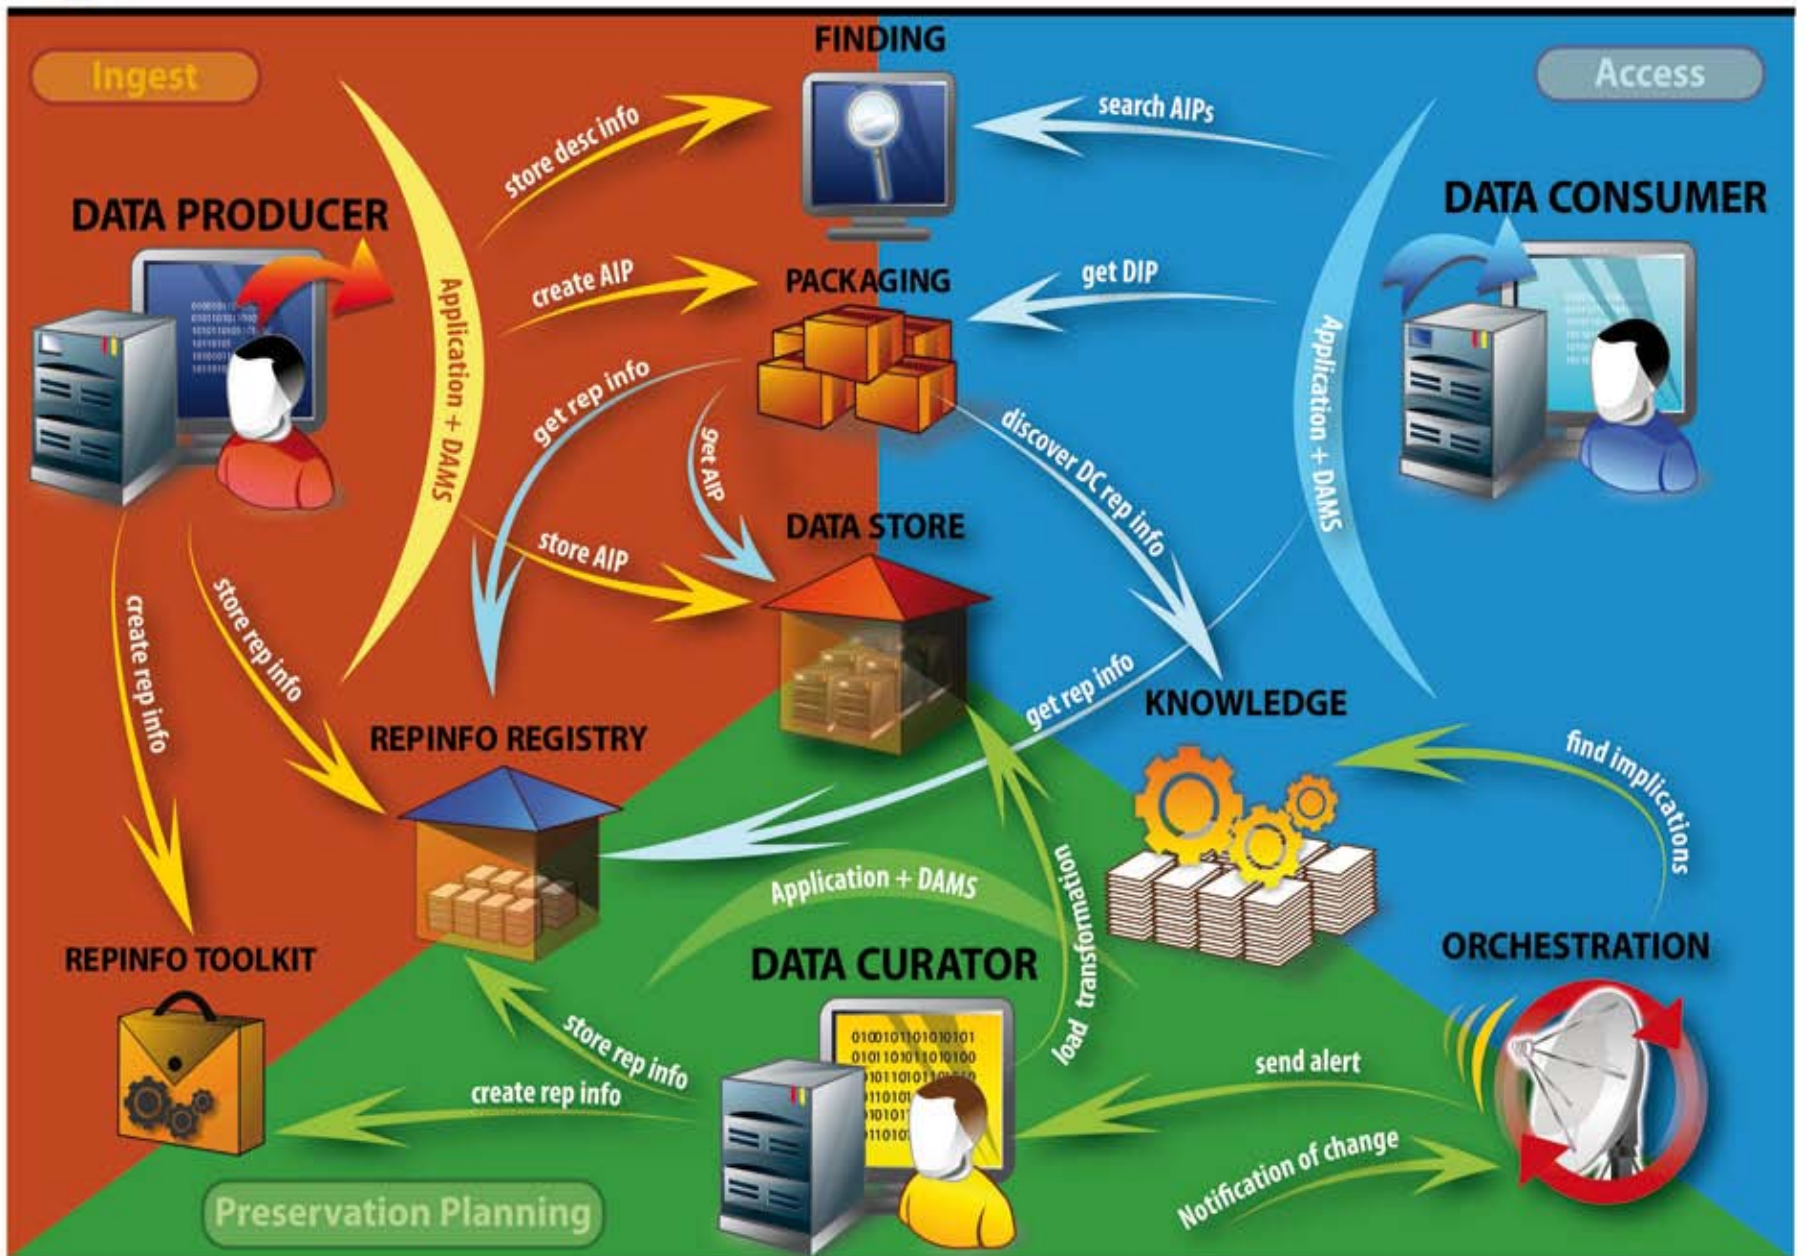 FINDING
Ingest
Access
store desc info
search AIPs
DATA PRODUCER
DATA CONSUMER
create AIP
PACKAGING
get DIP
Application + DAMS
Application + DAMS
get rep info
get AIP
discover DC rep info
DATA STORE
store AIP
create rep info
store rep info
get rep info
KNOWLEDGE
REPINFO REGISTRY
find implications
Application + DAMS
load transformation
REPINFO TOOLKIT
DATA CURATOR
ORCHESTRATION
0100101101010101
0101101011010100
store rep info
send alert
create rep info
Notification of change
Preservation Planning